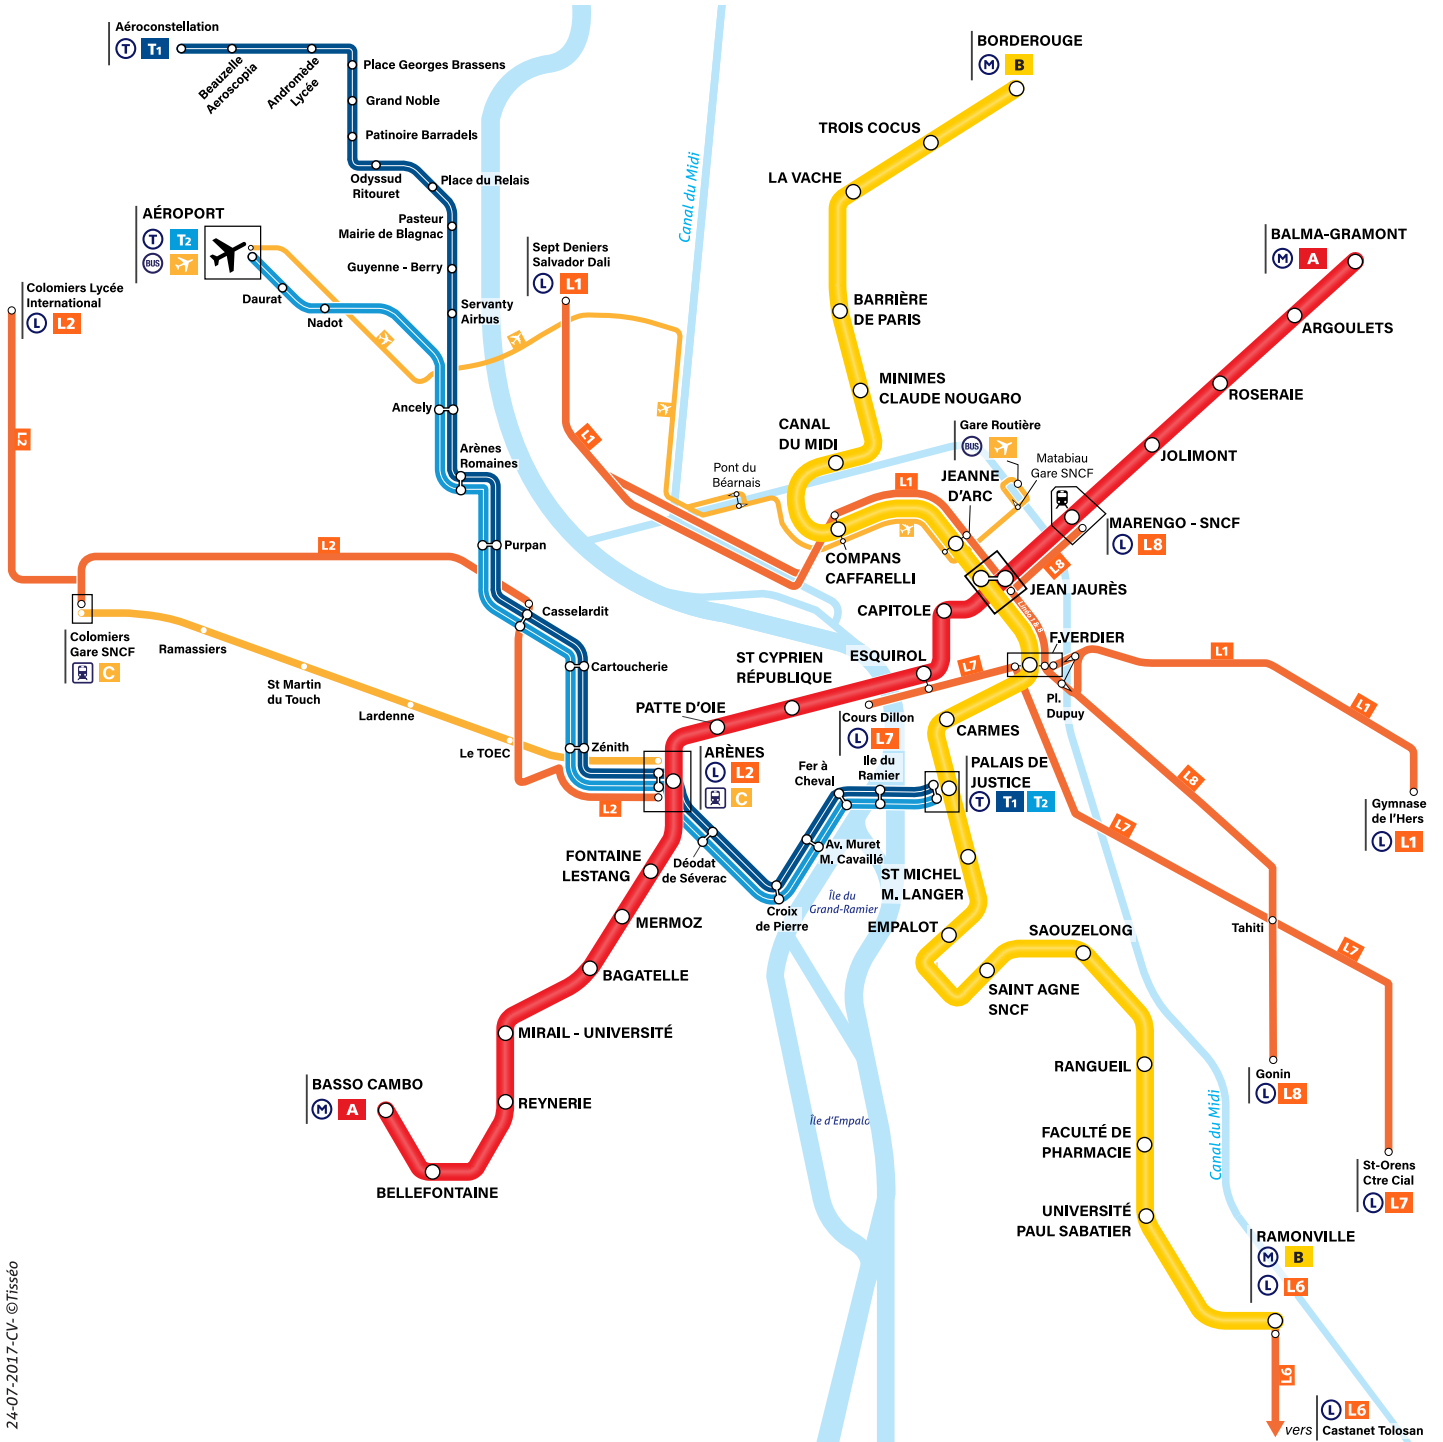 Aéroconstellation
T T1
Beauzelle
Aeroscopia
Andromède
Lycée
Place Georges Brassens
Grand Noble
Patinoire Barradels
Odyssud
Ritouret
Place du Relais
Pasteur
Mairie de Blagnac
Guyenne - Berry
Servanty
Airbus
AÉROPORT
T T2
BUS
Daurat
Nadot
Ancely
Arènes
Romaines
Purpan
Casselardit
Cartoucherie
Zénith
Colomiers Lycée
International
L L2
L2
L2
Colomiers
Gare SNCF
C
Ramassiers
St Martin
du Touch
Lardenne
Le TOEC
L2
Sept Deniers
Salvador Dali
L L1
L1
Canal du Midi
BORDEROUGE
M B
TROIS COCUS
LA VACHE
BARRIÈRE
DE PARIS
MINIMES
CLAUDE NOUGARO
CANAL
DU MIDI
Pont du
Béarnais
Gare Routière
BUS
Matabiau
Gare SNCF
JEANNE
D'ARC
L1
COMPANS
CAFFARELLI
BALMA-GRAMONT
M A
ARGOULETS
ROSERAIE
JOLIMONT
MARENGO - SNCF
L L8
L8
JEAN JAURÈS
Linéo 1 & 8
CAPITOLE
ESQUIROL
ST CYPRIEN
RÉPUBLIQUE
PATTE D'OIE
L7
F.VERDIER
Pl.
Dupuy
L1
L1
Gymnase
de l'Hers
L L1
Cours Dillon
L L7
CARMES
ARÈNES
L L2
C
Fer à
Cheval
Ile du
Ramier
PALAIS DE
JUSTICE
T T1 T2
Déodat
de Séverac
Av. Muret
M. Cavaillé
Croix
de Pierre
Île du
Grand-Ramier
ST MICHEL
M. LANGER
EMPALOT
SAINT AGNE
SNCF
SAOUZELONG
L8
L7
Tahiti
L7
RANGUEIL
Gonin
L L8
FACULTÉ DE
PHARMACIE
Île d'Empalo
Canal du Midi
St-Orens
Ctre Cial
L L7
UNIVERSITÉ
PAUL SABATIER
RAMONVILLE
M B
L L6
L6
vers
L L6
Castanet Tolosan
FONTAINE
LESTANG
MERMOZ
BAGATELLE
MIRAIL - UNIVERSITÉ
REYNERIE
BASSO CAMBO
M A
BELLEFONTAINE
24-07-2017-CV- ©Tisséo